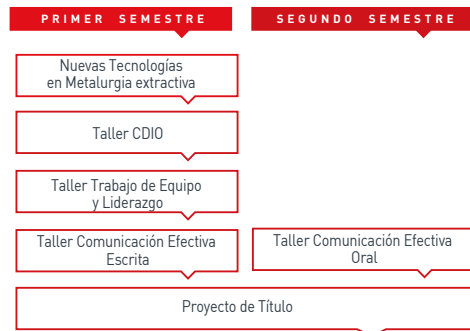 PRIMER SEMESTRE
SEGUNDO SEMESTRE
Nuevas Tecnologías
en Metalurgia extractiva
Taller CDIO
Taller Trabajo de Equipo
y Liderazgo
Taller Comunicación Efectiva
Escrita
Taller Comunicación Efectiva
Oral
Proyecto de Título